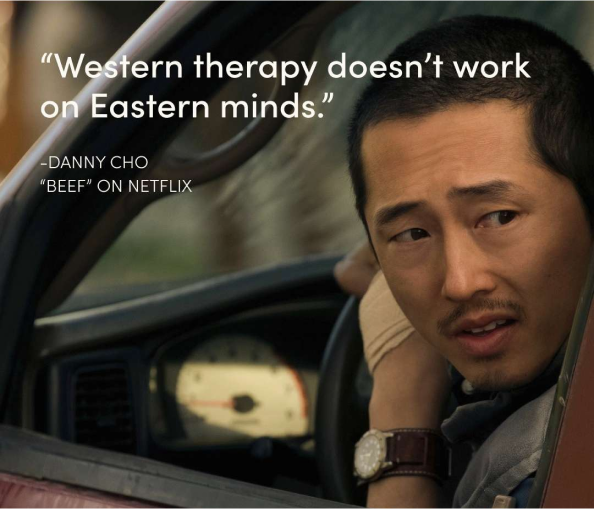 “Western therapy doesn’t work
on Eastern minds.”
-DANNY CHO
“BEEF” ON NETFLIX